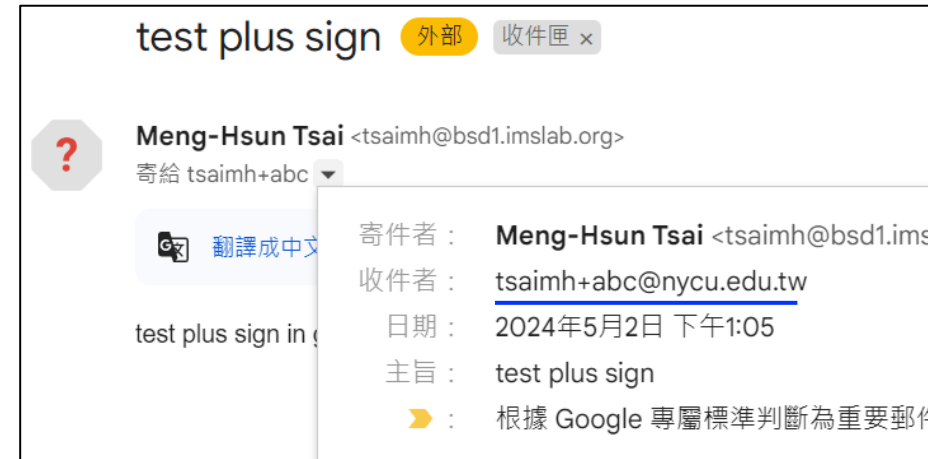 test plus sign 外部 收件匣 ×
?
Meng-Hsun Tsai <tsaimh@bsd1.imslab.org>
寄給 tsaimh+abc
翻譯成中文
寄件者： Meng-Hsun Tsai <tsaimh@bsd1.ims
收件者： tsaimh+abc@nycu.edu.tw
日期： 2024年5月2日 下午1:05
test plus sign in
主旨： test plus sign
： 根據 Google 專屬標準判斷為重要郵件